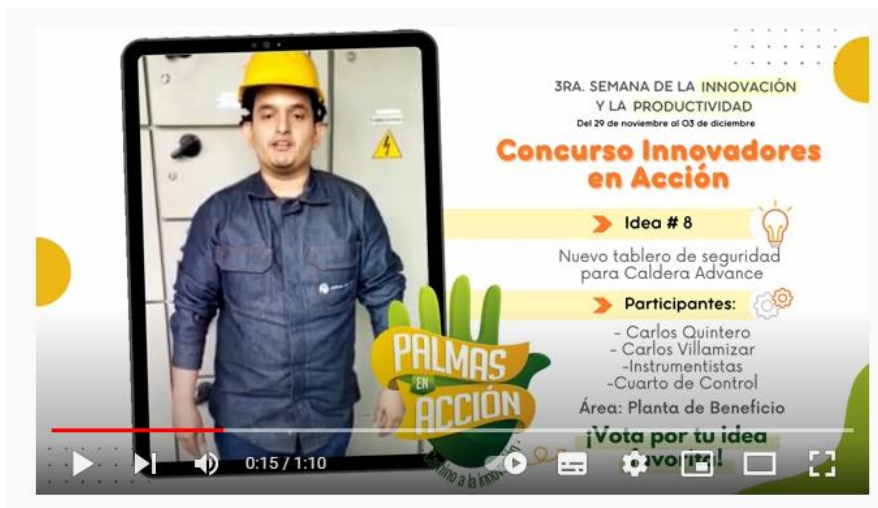 3RA. SEMANA DE LA INNOVACIÓN
Y LA PRODUCTIVIDAD
Del 29 de noviembre al 03 de diciembre
Concurso Innovadores
en Acción
Idea # 8
Nuevo tablero de seguridad
para Caldera Advance
Participantes:
- Carlos Quintero
- Carlos Villamizar
-Instrumentistas
-Cuarto de Control
Área: Planta de Beneficio
¡Vota por tu idea
favorita!
PALMAS
EN
ACCIÓN
a la innovación
0:15 / 1:10